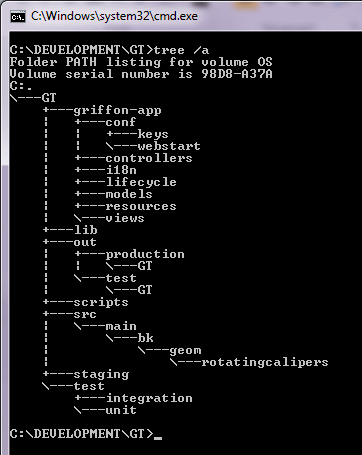 C:\Windows\system32\cmd.exe
C:\DEVELOPMENT\GT>tree /a
Folder PATH listing for volume OS
Volume serial number is 98D8-A37A
C:.
\---GT
    +---griffon-app
    ¦   +---conf
    ¦   ¦   +---keys
    ¦   ¦   \---webstart
    ¦   +---controllers
    ¦   +---i18n
    ¦   +---lifecycle
    ¦   +---models
    ¦   +---resources
    ¦   \---views
    +---lib
    +---out
    ¦   +---production
    ¦   ¦   \---GT
    ¦   \---test
    ¦       \---GT
    +---scripts
    +---src
    ¦   \---main
    ¦       \---bk
    ¦           \---geom
    ¦               \---rotatingcalipers
    +---staging
    \---test
        +---integration
        \---unit
C:\DEVELOPMENT\GT>_